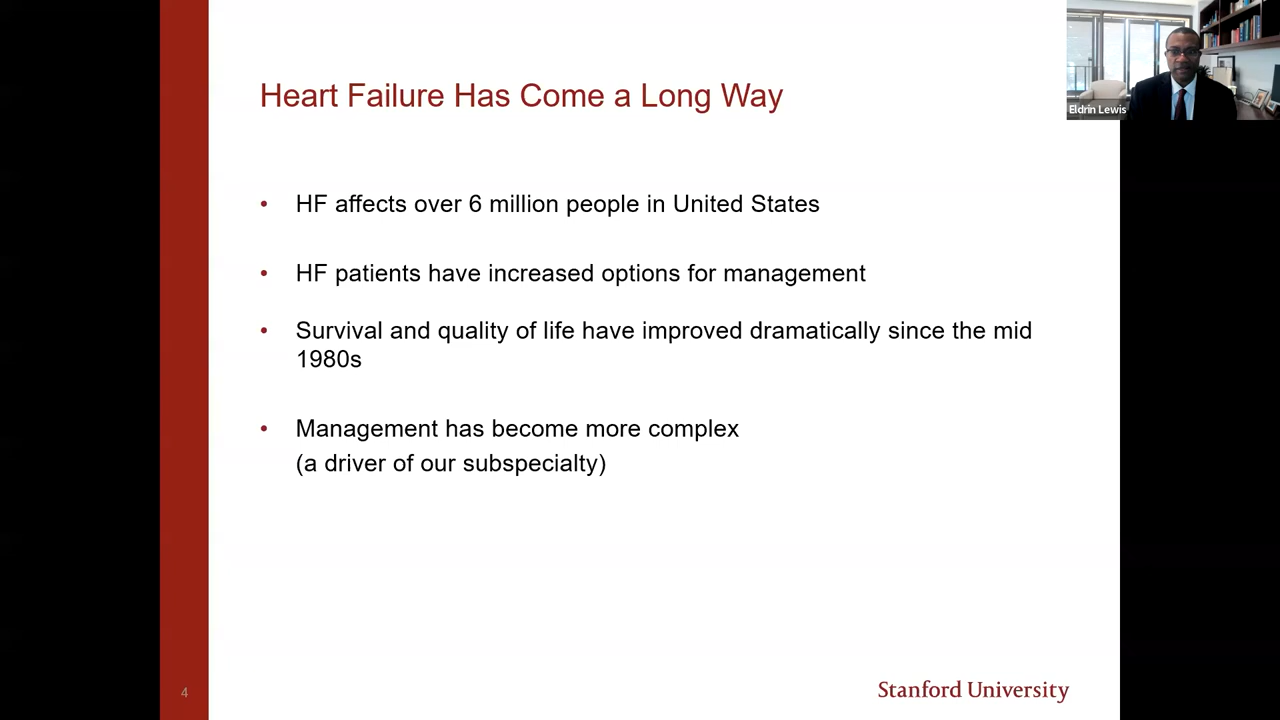 Heart Failure Has Come a Long Way
Eldrin Lewis
• HF affects over 6 million people in United States
• HF patients have increased options for management
• Survival and quality of life have improved dramatically since the mid
1980s
• Management has become more complex
(a driver of our subspecialty)
4
Stanford University